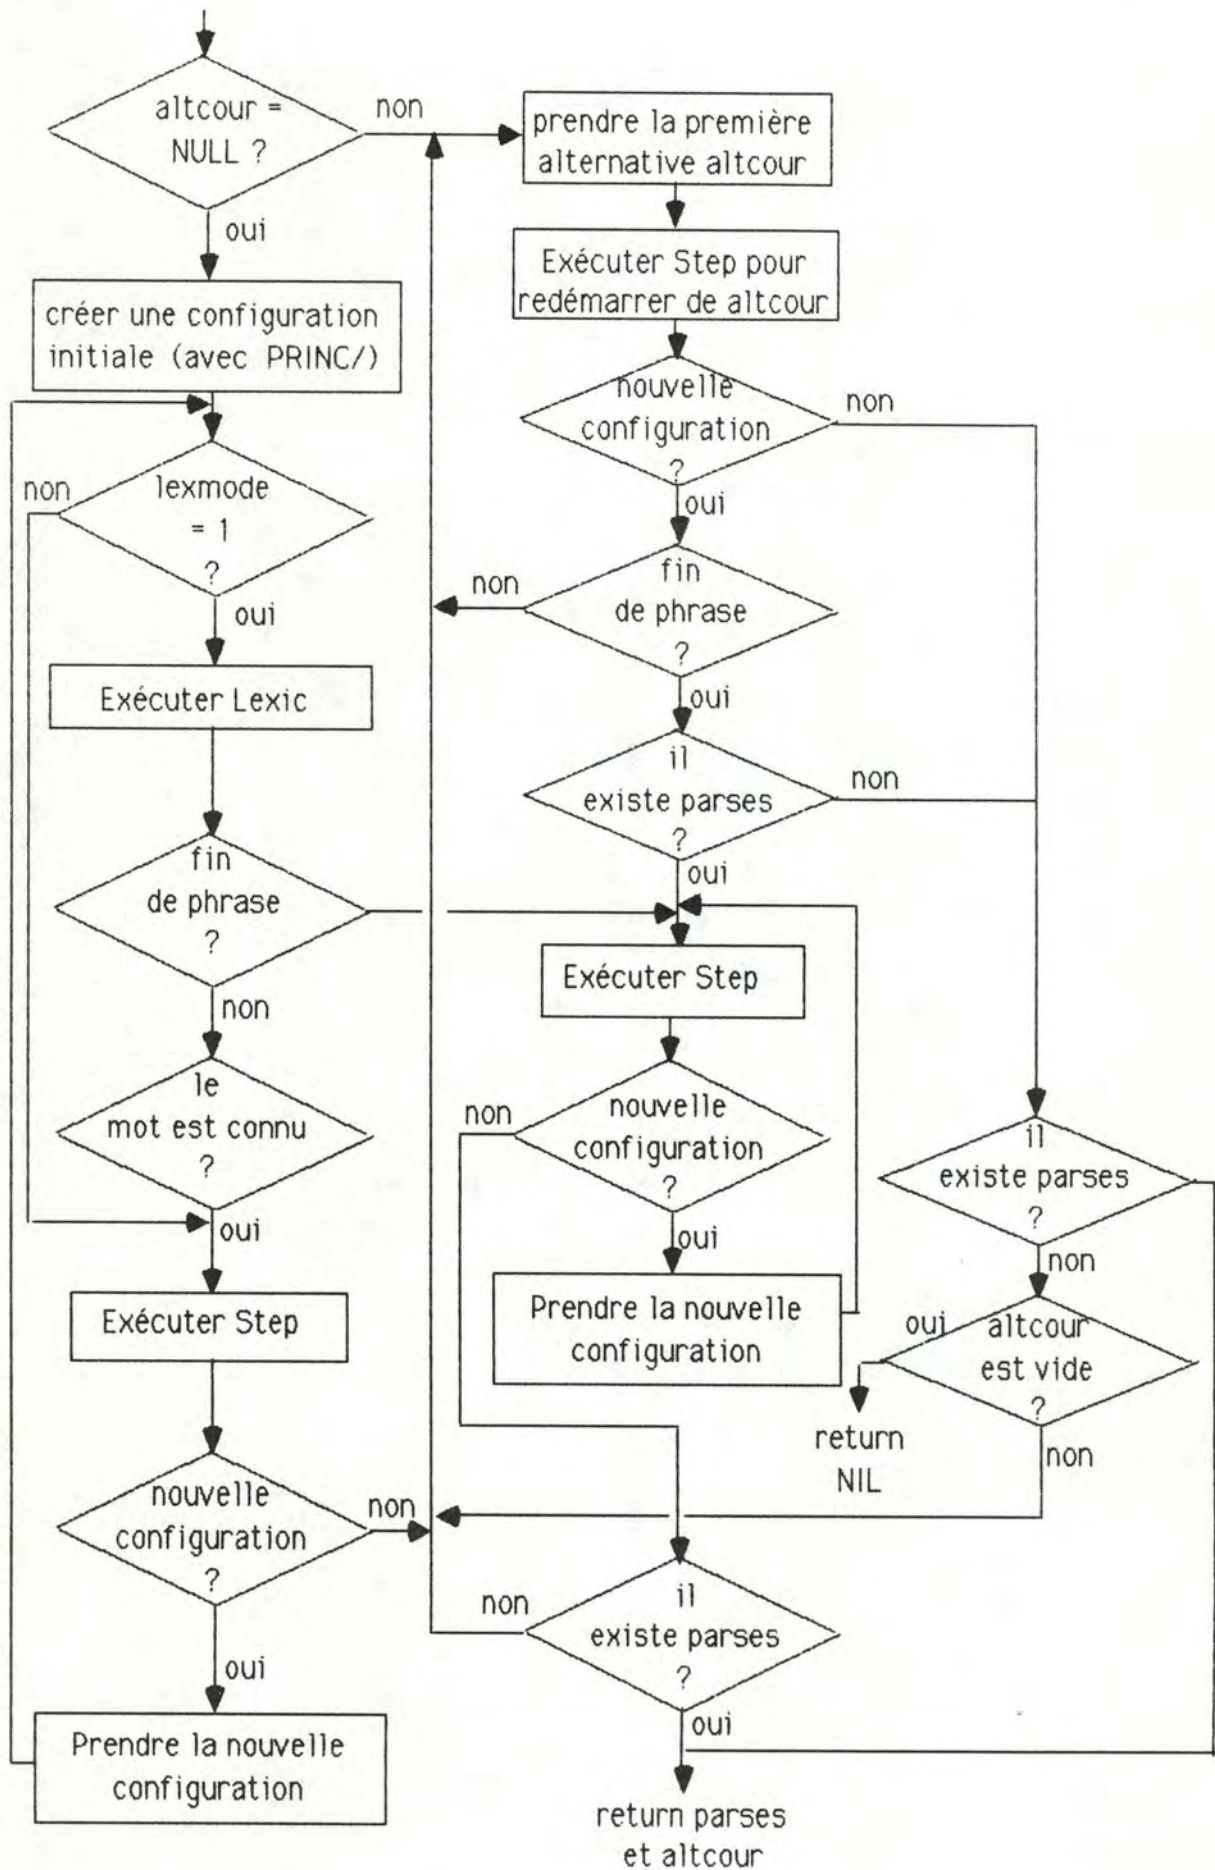 altcour =
NULL ?
non
oui
créer une configuration
initiale (avec PRINC/)
non
lexmode
= 1
?
oui
Exécuter Lexic
fin
de phrase
?
non
le
mot est connu
?
oui
Exécuter Step
nouvelle
configuration
?
non
oui
Prendre la nouvelle
configuration
prendre la première
alternative altcour
Exécuter Step pour
redémarrer de altcour
nouvelle
configuration
?
non
oui
fin
de phrase
?
non
oui
il
existe parses
?
non
oui
Exécuter Step
non
nouvelle
configuration
?
oui
Prendre la nouvelle
configuration
il
existe parses
?
non
oui
altcour
est vide
?
return
NIL
non
non
il
existe parses
?
oui
return parses
et altcour